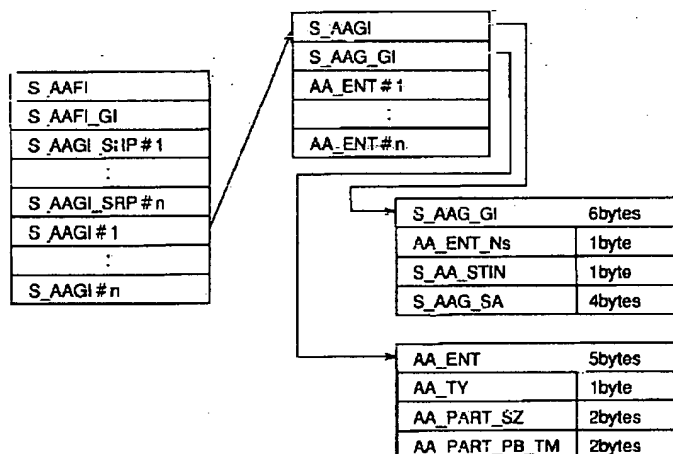 S_AAFI
S_AAFI_GI
S_AAGI_SRP#1
:
S_AAGI_SRP#n
S_AAGI#1
:
S_AAGI#n
S_AAGI
S_AAG_GI
AA_ENT#1
:
AA_ENT#n
S_AAG_GI 6bytes
AA_ENT_Ns 1byte
S_AA_STIN 1byte
S_AAG_SA 4bytes
AA_ENT 5bytes
AA_TY 1byte
AA_PART_SZ 2bytes
AA_PART_PB_TM 2bytes